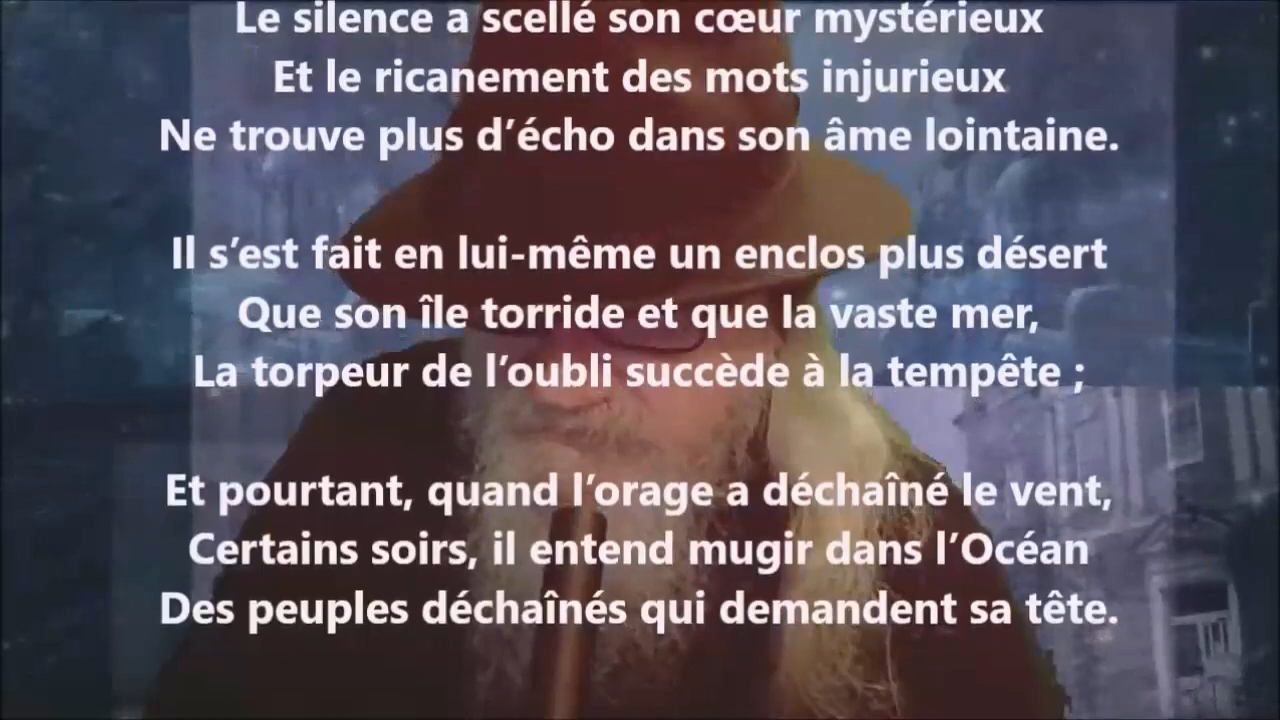 Le silence a scellé son cœur mystérieux
Et le ricanement des mots injurieux
Ne trouve plus d’écho dans son âme lointaine.
Il s’est fait en lui-même un enclos plus désert
Que son île torride et que la vaste mer,
La torpeur de l’oubli succède à la tempête ;
Et pourtant, quand l’orage a déchaîné le vent,
Certains soirs, il entend mugir dans l’Océan
Des peuples déchaînés qui demandent sa tête.